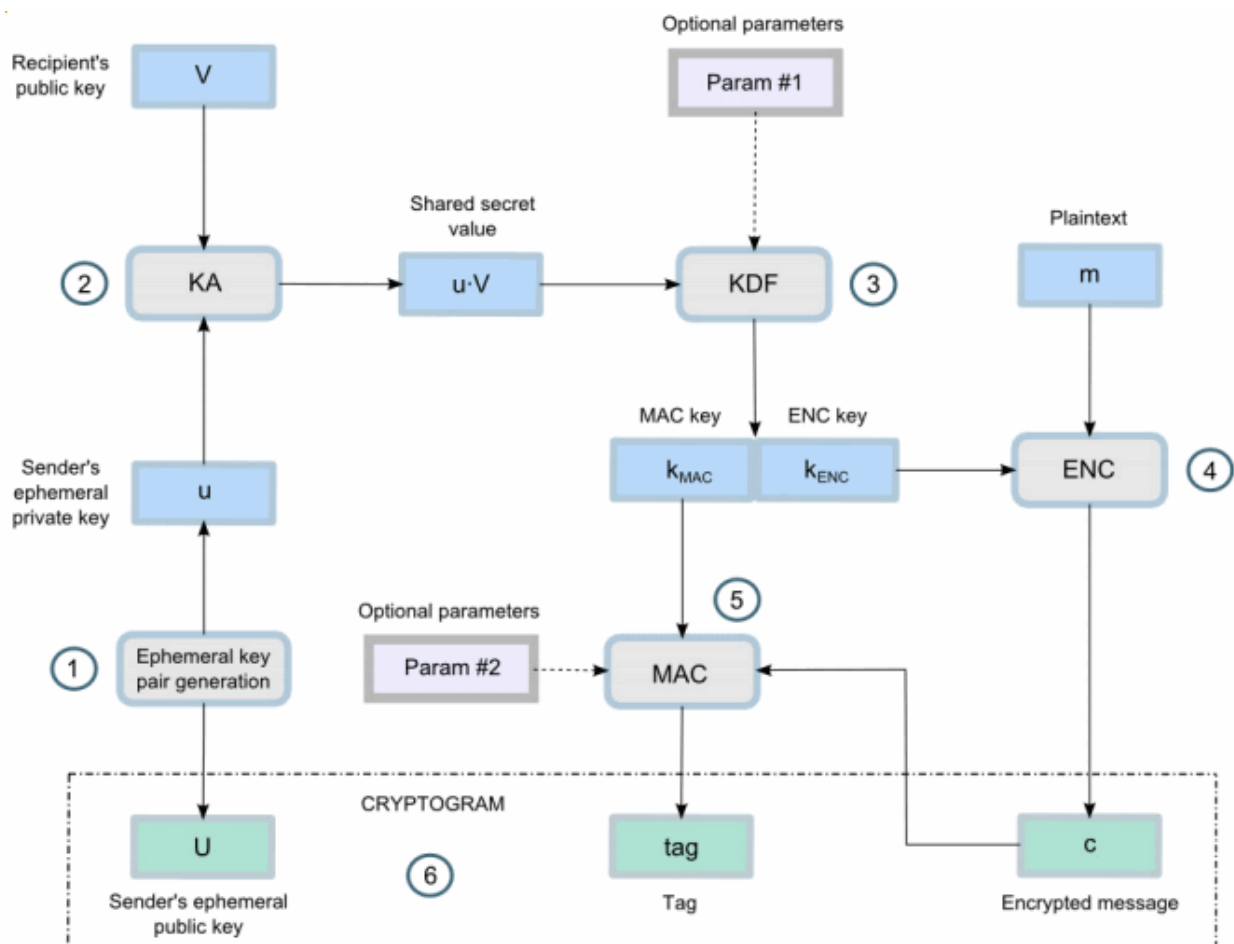 Optional parameters
Recipient's
public key
V
Param #1
Shared secret
value
Plaintext
2
KA
u·V
KDF
3
m
MAC key
ENC key
Sender's
ephemeral
private key
u
kMAC
kENC
ENC
4
5
Optional parameters
1
Ephemeral key
pair generation
Param #2
MAC
CRYPTOGRAM
U
tag
c
6
Sender's ephemeral
public key
Tag
Encrypted message